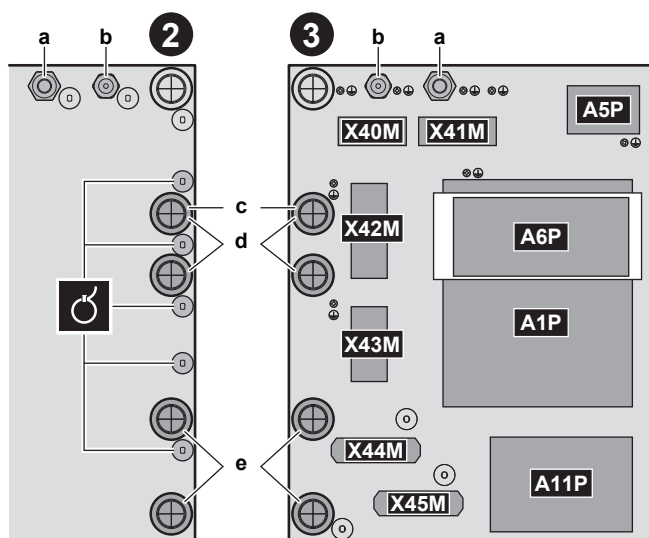 a b 2 3 b a
A5P
X40M X41M
c
d X42M A6P
X43M A1P
X44M
e
X45M A11P